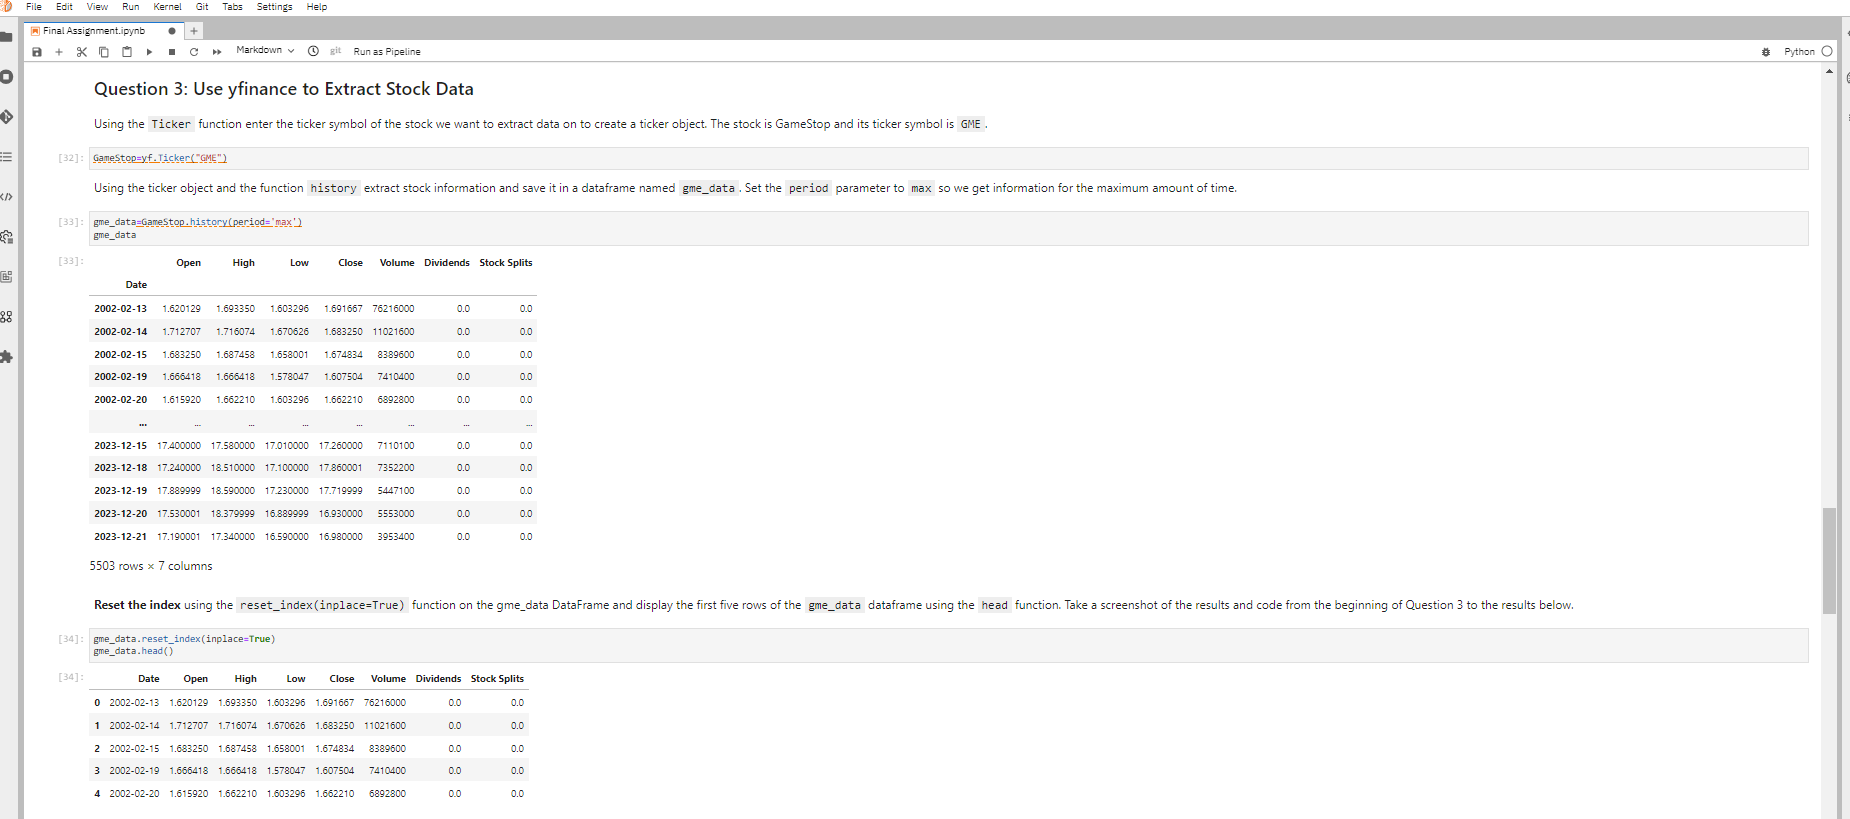 File Edit View Run Kernel Git Tabs Settings Help
Final Assignment.ipynb
Markdown git Run as Pipeline Python
Question 3: Use yfinance to Extract Stock Data
Using the Ticker function enter the ticker symbol of the stock we want to extract data on to create a ticker object. The stock is GameStop and its ticker symbol is GME .
[32]: GameStop=yf.Ticker("GME")
Using the ticker object and the function history extract stock information and save it in a dataframe named gme_data . Set the period parameter to max so we get information for the maximum amount of time.
[33]: gme_data=GameStop.history(period='max')
gme_data
[33]: Open High Low Close Volume Dividends Stock Splits
Date
2002-02-13 1.620129 1.693350 1.603296 1.691667 76216000 0.0 0.0
2002-02-14 1.712707 1.716074 1.670626 1.683250 11021600 0.0 0.0
2002-02-15 1.683250 1.687458 1.658001 1.674834 8389600 0.0 0.0
2002-02-19 1.666418 1.666418 1.578047 1.607504 7410400 0.0 0.0
2002-02-20 1.615920 1.662210 1.603296 1.662210 6892800 0.0 0.0
... ... ... ... ... ... ... ...
2023-12-15 17.400000 17.580000 17.010000 17.260000 7110100 0.0 0.0
2023-12-18 17.240000 18.510000 17.100000 17.860001 7352200 0.0 0.0
2023-12-19 17.889999 18.590000 17.230000 17.719999 5447100 0.0 0.0
2023-12-20 17.530001 18.379999 16.889999 16.930000 5553000 0.0 0.0
2023-12-21 17.190001 17.340000 16.590000 16.980000 3953400 0.0 0.0
5503 rows × 7 columns
Reset the index using the reset_index(inplace=True) function on the gme_data DataFrame and display the first five rows of the gme_data dataframe using the head function. Take a screenshot of the results and code from the beginning of Question 3 to the results below.
[34]: gme_data.reset_index(inplace=True)
gme_data.head()
[34]: Date Open High Low Close Volume Dividends Stock Splits
0 2002-02-13 1.620129 1.693350 1.603296 1.691667 76216000 0.0 0.0
1 2002-02-14 1.712707 1.716074 1.670626 1.683250 11021600 0.0 0.0
2 2002-02-15 1.683250 1.687458 1.658001 1.674834 8389600 0.0 0.0
3 2002-02-19 1.666418 1.666418 1.578047 1.607504 7410400 0.0 0.0
4 2002-02-20 1.615920 1.662210 1.603296 1.662210 6892800 0.0 0.0